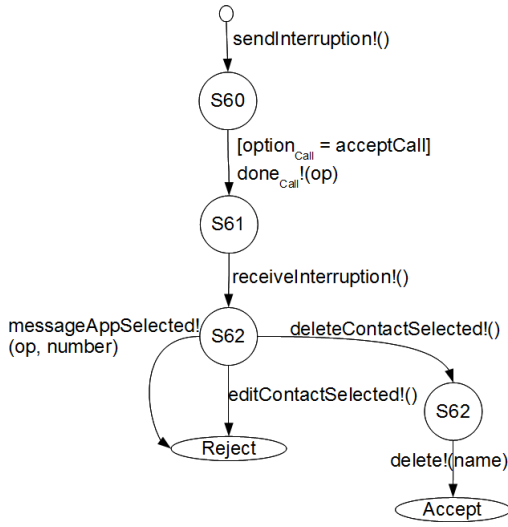 sendInterruption!()
S60
[optionCall = acceptCall]
doneCall!(op)
S61
receiveInterruption!()
messageAppSelected!
(op, number)
S62
deleteContactSelected!()
editContactSelected!()
S62
Reject
delete!(name)
Accept